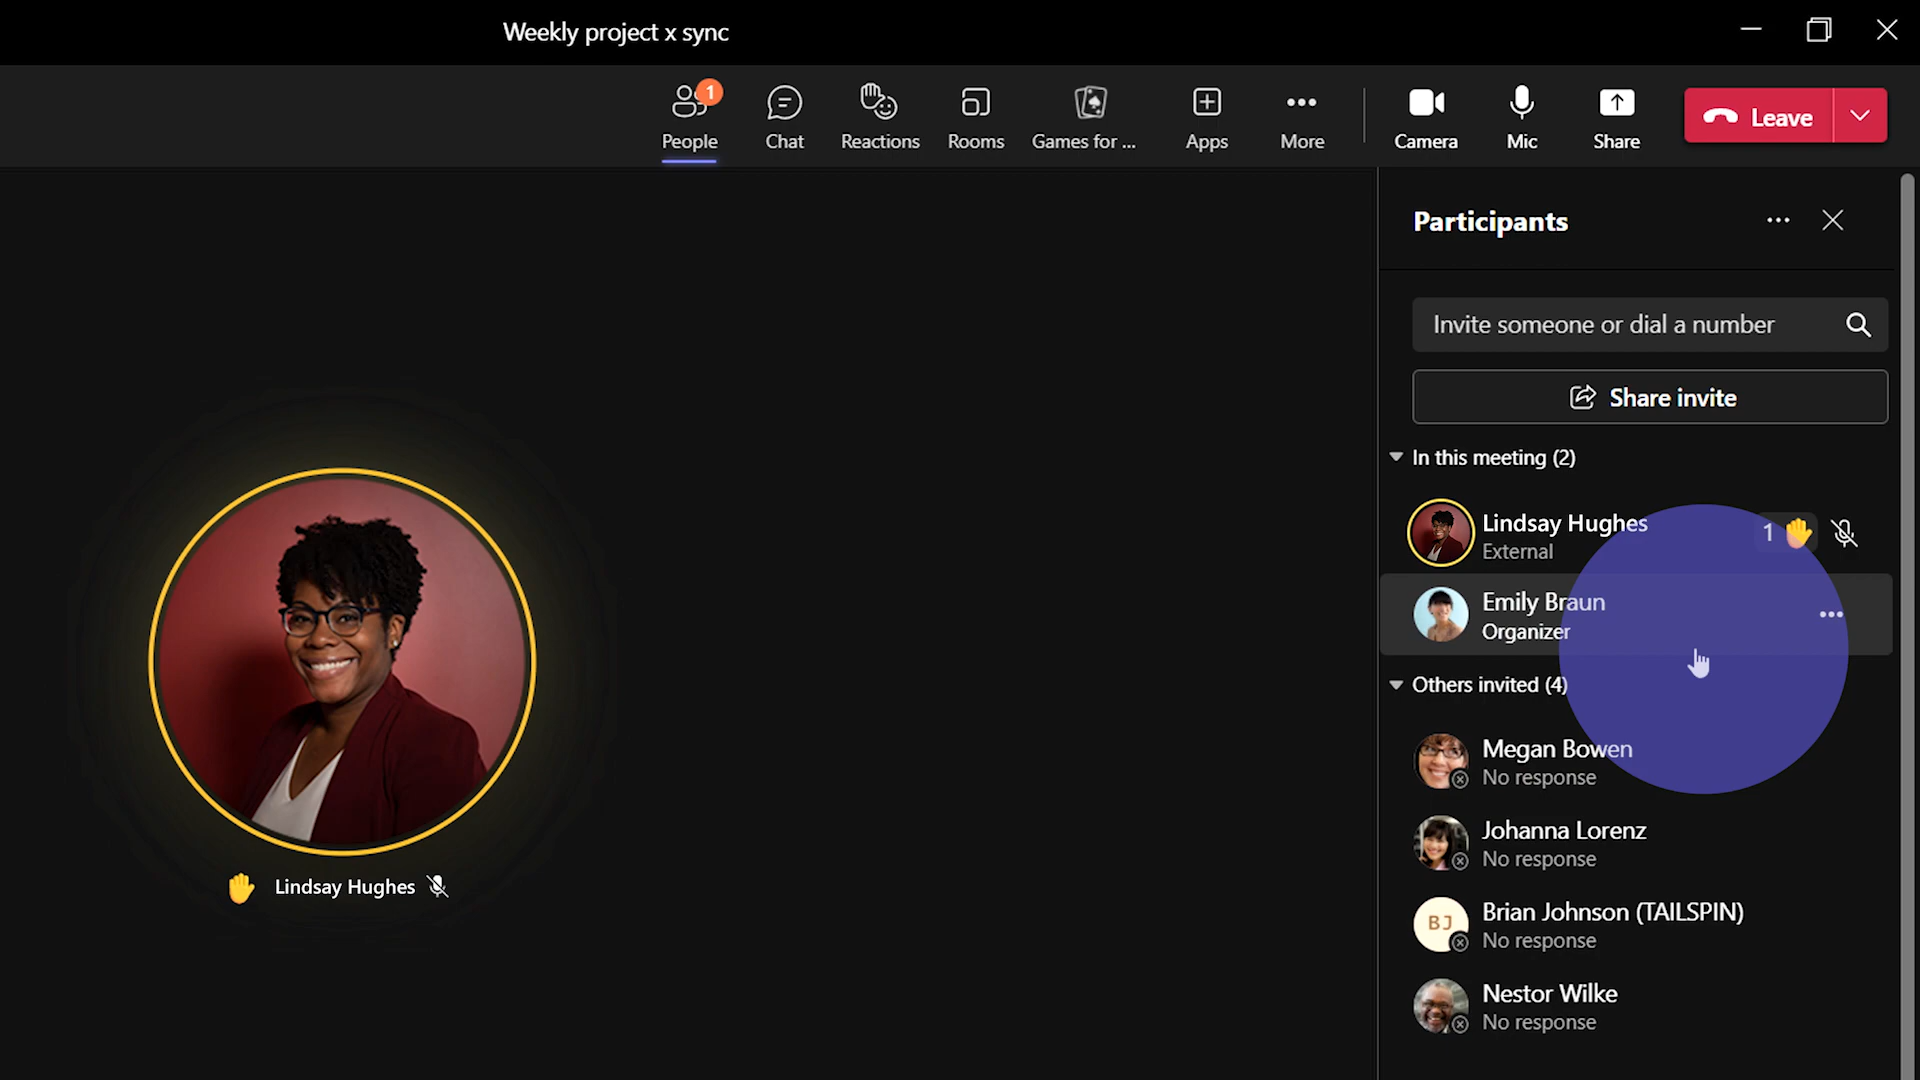 Weekly project x sync
1
People
Chat
Reactions
Rooms
Games for ...
Apps
More
Camera
Mic
Share
Leave
Participants
Invite someone or dial a number
Share invite
In this meeting (2)
Lindsay Hughes
External
1
Emily Braun
Organizer
Others invited (4)
Megan Bowen
No response
Johanna Lorenz
No response
BJ
Brian Johnson (TAILSPIN)
No response
Nestor Wilke
No response
Lindsay Hughes